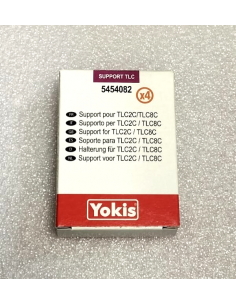 SUPPORT TLC
5454082
x4
Support pour TLC2C/TLC8C
Supporto per TLC2C / TLC8C
Support for TLC2C / TLC8C
Soporte para TLC2C / TLC8C
Halterung für TLC2C / TLC8C
Support voor TLC2C / TLC8C
Yokis